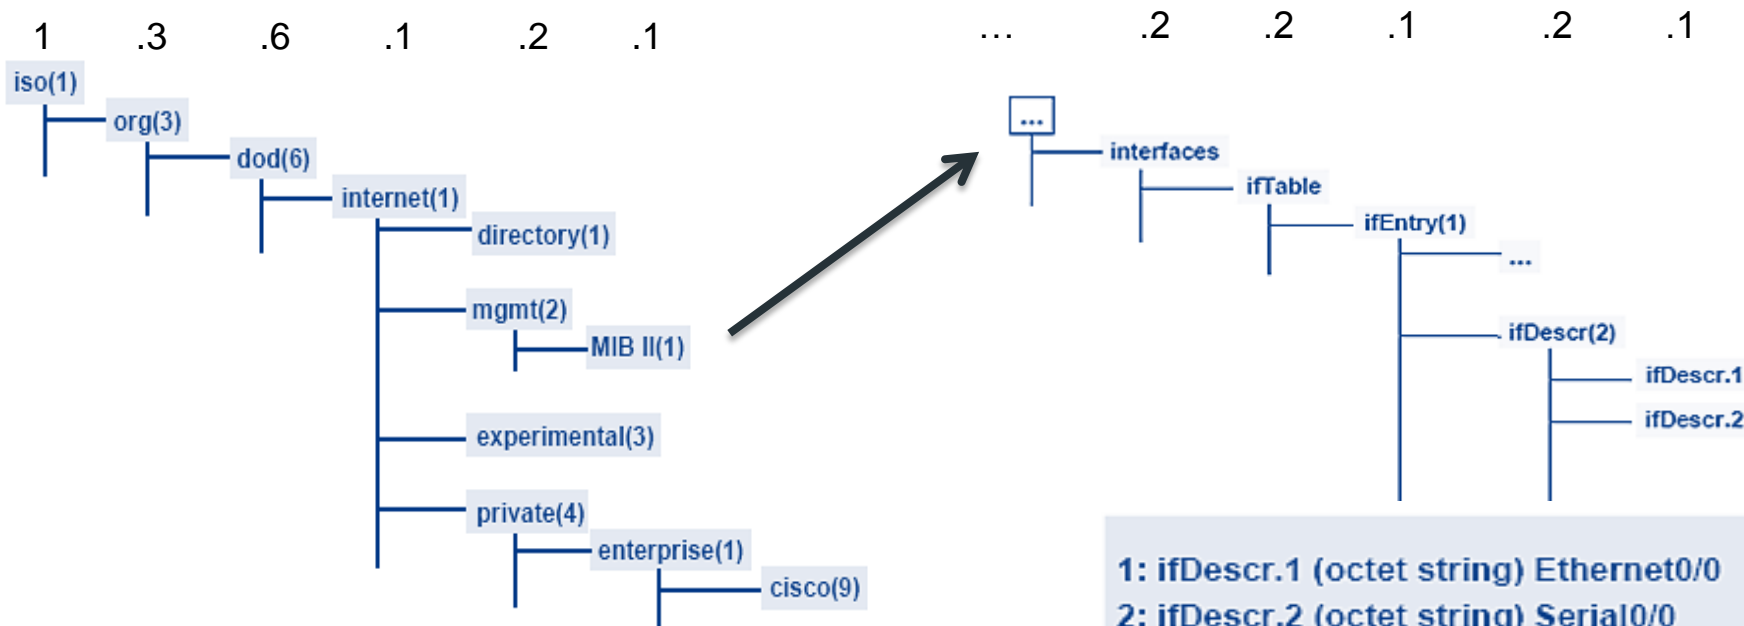 1 .3 .6 .1 .2 .1 ... .2 .2 .1 .2 .1
iso(1)
org(3)
dod(6)
internet(1)
directory(1)
mgmt(2)
MIB II(1)
experimental(3)
private(4)
enterprise(1)
cisco(9)
...
interfaces
ifTable
ifEntry(1)
...
ifDescr(2)
ifDescr.1
ifDescr.2
1: ifDescr.1 (octet string) Ethernet0/0
2: ifDescr.2 (octet string) Serial0/0